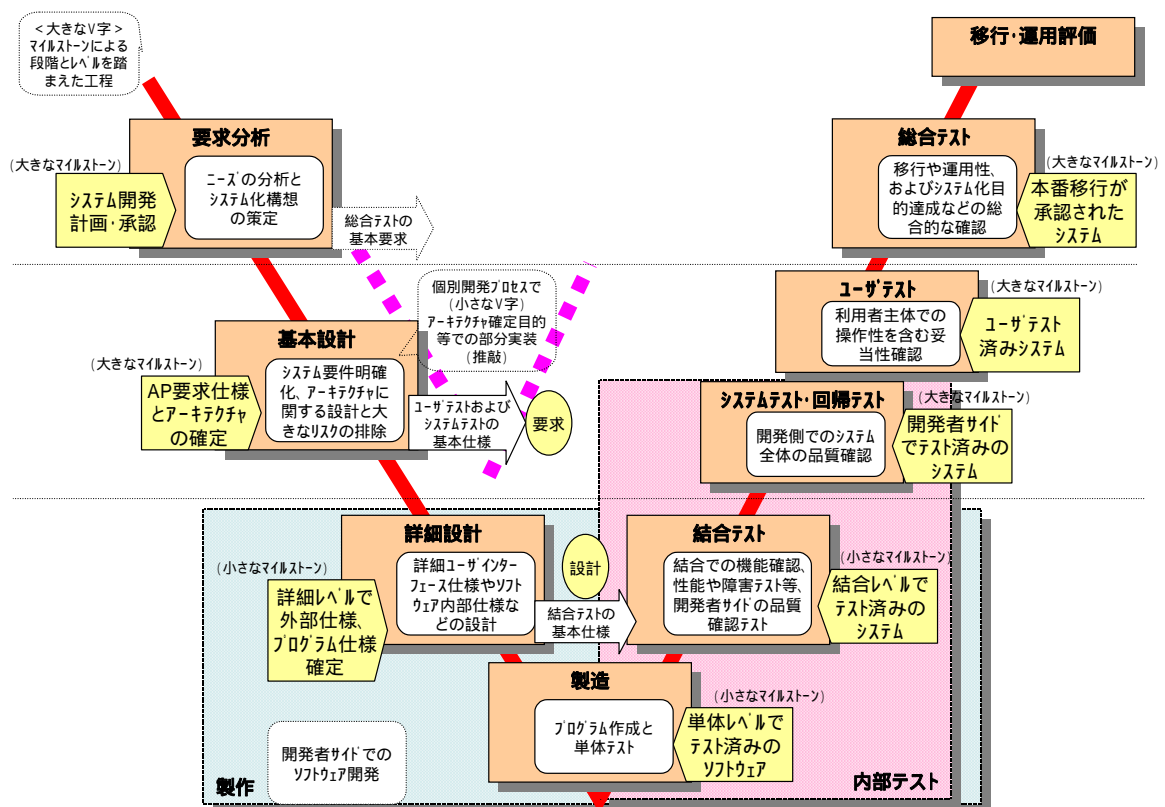 <大きなV字>
マイルストーンによる
段階とレベルを踏
まえた工程
移行・運用評価
要求分析
(大きなマイルストーン)
システム開発
計画・承認
ニーズの分析と
システム化構想
の策定
総合テストの
基本要求
総合テスト
移行や運用性、
およびシステム化目
的達成などの総
合的な確認
(大きなマイルストーン)
本番移行が
承認された
システム
個別開発プロセスで
(小さなV字)
アーキテクチャ確定目的
等での部分実装
(推敲)
ユーザテスト
利用者主体での
操作性を含む妥
当性確認
(大きなマイルストーン)
ユーザテスト
済みシステム
基本設計
(大きなマイルストーン)
AP要求仕様
とアーキテクチャ
の確定
システム要件明確
化、アーキテクチャに
関する設計と大
きなリスクの排除
ユーザテストおよび
システムテストの
基本仕様
要求
システムテスト・回帰テスト
開発側でのシステム
全体の品質確認
(大きなマイルストーン)
開発者サイド
でテスト済みの
システム
詳細設計
(小さなマイルストーン)
詳細レベルで
外部仕様、
プログラム仕様
確定
詳細ユーザインター
フェース仕様やソフト
ウェア内部仕様な
どの設計
設計
結合テストの
基本仕様
結合テスト
結合での機能確認、
性能や障害テスト等、
開発者サイドの品質
確認テスト
(小さなマイルストーン)
結合レベルで
テスト済みの
システム
製造
プログラム作成と
単体テスト
(小さなマイルストーン)
単体レベルで
テスト済みの
ソフトウェア
開発者サイドでの
ソフトウェア開発
製作
内部テスト